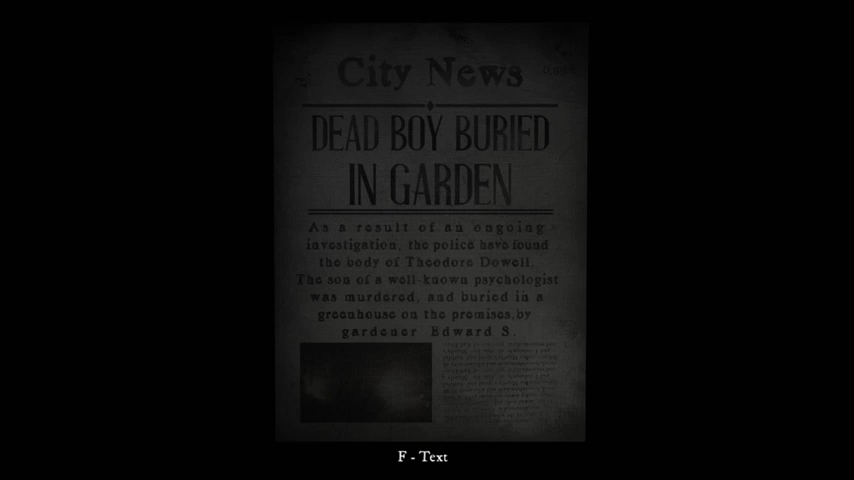 City News
DEAD BOY BURIED
IN GARDEN
As a result of an ongoing
investigation, the police have found
the body of Theodore Dowell.
The son of a well-known psychologist
was murdered, and buried in a
greenhouse on the premises,by
gardener Edward S.
F - Text